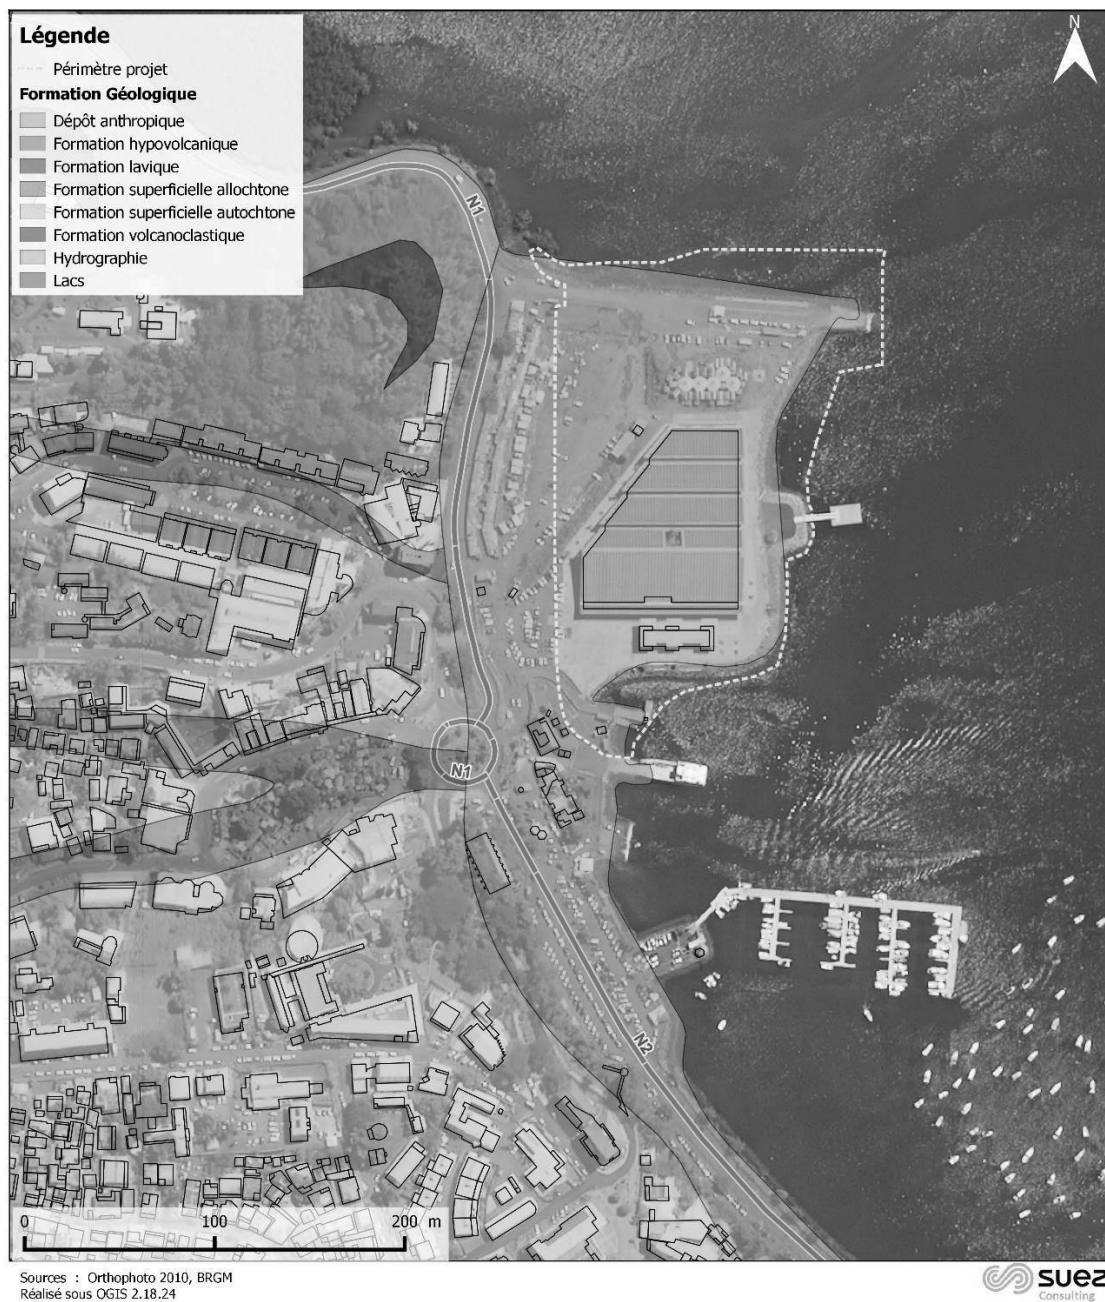 Légende
Périmètre projet
Formation Géologique
Dépôt anthropique
Formation hypovolcanique
Formation lavique
Formation superficielle allochtone
Formation superficielle autochtone
Formation volcanoclastique
Hydrographie
Lacs
N
N1
N1
N2
0 100 200 m
Sources : Orthophoto 2010, BRGM
Réalisé sous QGIS 2.18.24
suez
Consulting